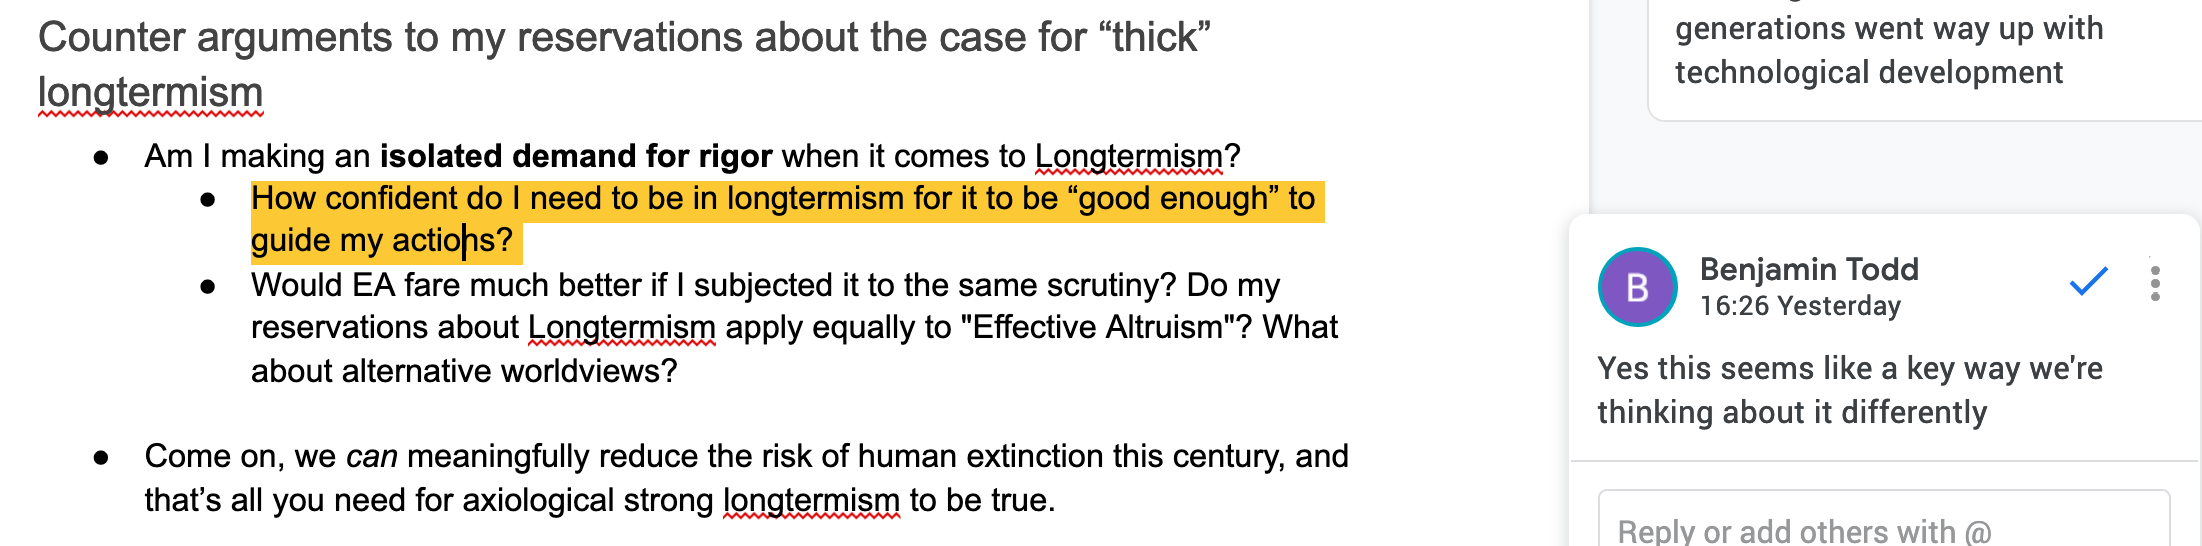 Counter arguments to my reservations about the case for “thick”
longtermism
● Am I making an isolated demand for rigor when it comes to Longtermism?
● How confident do I need to be in longtermism for it to be “good enough” to
guide my actions?
● Would EA fare much better if I subjected it to the same scrutiny? Do my
reservations about Longtermism apply equally to "Effective Altruism"? What
about alternative worldviews?
● Come on, we can meaningfully reduce the risk of human extinction this century, and
that’s all you need for axiological strong longtermism to be true.
generations went way up with
technological development
B
Benjamin Todd
16:26 Yesterday
Yes this seems like a key way we're
thinking about it differently
Reply or add others with @